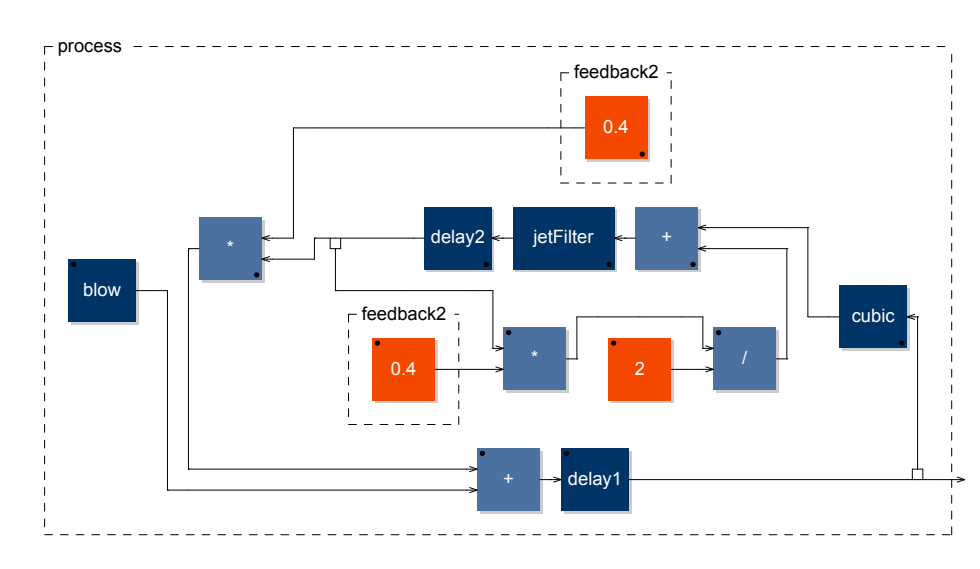 process
feedback2
0.4
*
delay2
jetFilter
+
blow
cubic
feedback2
0.4
*
2
/
+
delay1